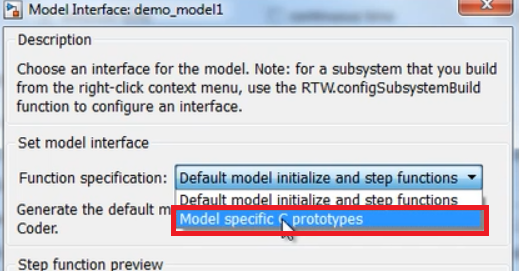 Model Interface: demo_model1
Description
Choose an interface for the model. Note: for a subsystem that you build
from the right-click context menu, use the RTW.configSubsystemBuild
function to configure an interface.
Set model interface
Function specification: Default model initialize and step functions
Default model initialize and step functions
Model specific C prototypes
Generate the default m
Coder.
Step function preview